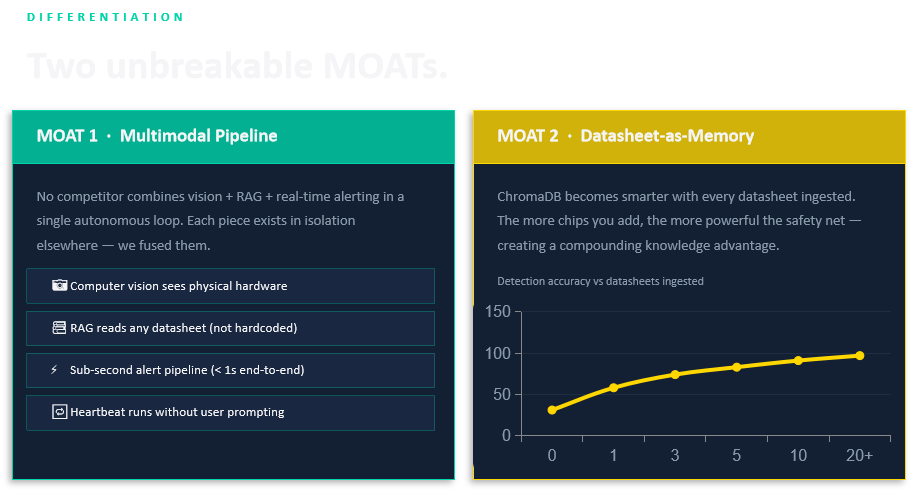 DIFFERENTIATION
Two unbreakable MOATs.
MOAT 1 · Multimodal Pipeline
No competitor combines vision + RAG + real-time alerting in a
single autonomous loop. Each piece exists in isolation
elsewhere — we fused them.
Computer vision sees physical hardware
RAG reads any datasheet (not hardcoded)
⚡ Sub-second alert pipeline (< 1s end-to-end)
Heartbeat runs without user prompting
MOAT 2 · Datasheet-as-Memory
ChromaDB becomes smarter with every datasheet ingested.
The more chips you add, the more powerful the safety net —
creating a compounding knowledge advantage.
Detection accuracy vs datasheets ingested
150
100
50
0
0 1 3 5 10 20+